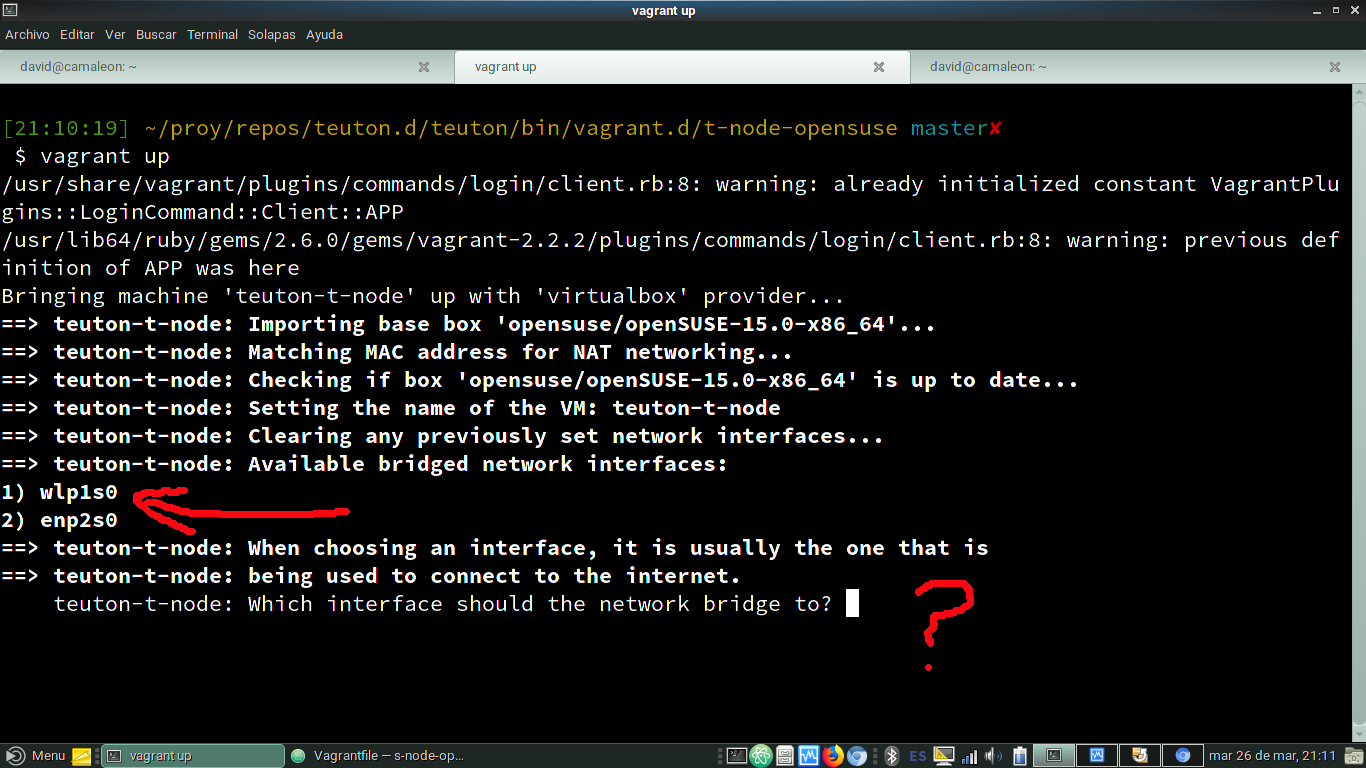 vagrant up
Archivo Editar Ver Buscar Terminal Solapas Ayuda
david@camaleon: ~ vagrant up david@camaleon: ~
[21:10:19] ~/proy/repos/teuton.d/teuton/bin/vagrant.d/t-node-opensuse master✘
$ vagrant up
/usr/share/vagrant/plugins/commands/login/client.rb:8: warning: already initialized constant VagrantPlu
gins::LoginCommand::Client::APP
/usr/lib64/ruby/gems/2.6.0/gems/vagrant-2.2.2/plugins/commands/login/client.rb:8: warning: previous def
inition of APP was here
Bringing machine 'teuton-t-node' up with 'virtualbox' provider...
==> teuton-t-node: Importing base box 'opensuse/openSUSE-15.0-x86_64'...
==> teuton-t-node: Matching MAC address for NAT networking...
==> teuton-t-node: Checking if box 'opensuse/openSUSE-15.0-x86_64' is up to date...
==> teuton-t-node: Setting the name of the VM: teuton-t-node
==> teuton-t-node: Clearing any previously set network interfaces...
==> teuton-t-node: Available bridged network interfaces:
1) wlp1s0
2) enp2s0
==> teuton-t-node: When choosing an interface, it is usually the one that is
==> teuton-t-node: being used to connect to the internet.
teuton-t-node: Which interface should the network bridge to?
?
Menu vagrant up Vagrantfile — s-node-op... ES mar 26 de mar, 21:11